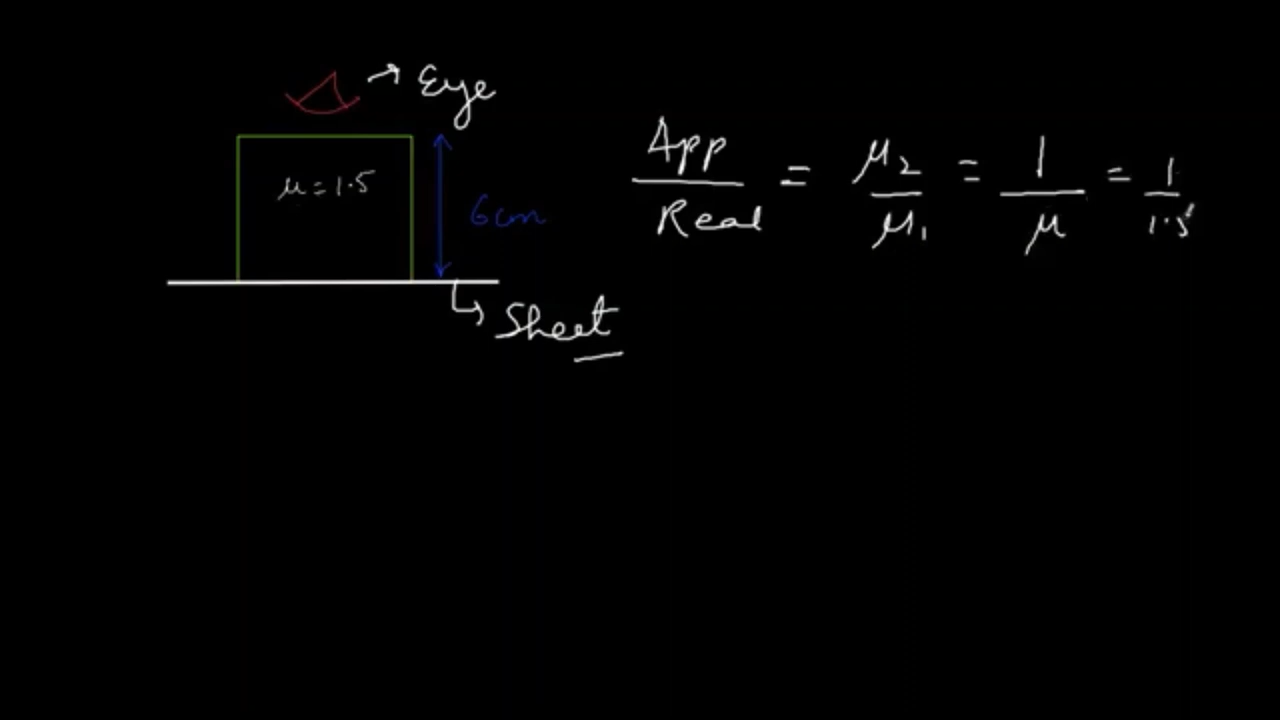 → Eye
μ = 1.5
6cm
App/Real = μ₂/μ₁ = 1/μ = 1/1.5
↳ Sheet